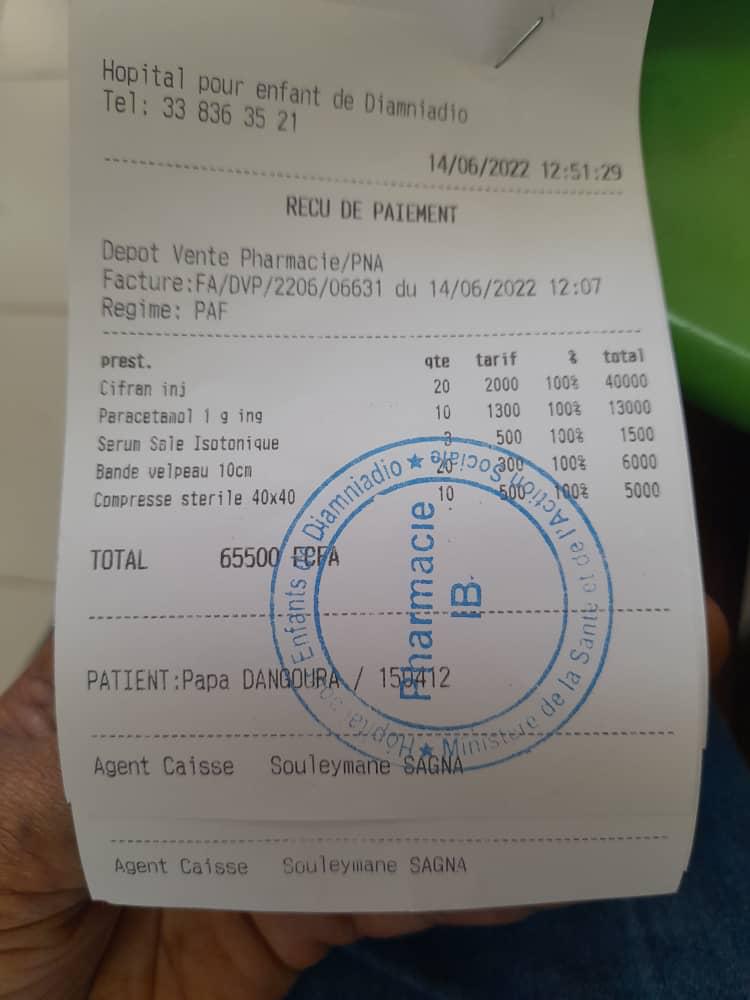 Hopital pour enfant de Diamniadio
Tel: 33 836 35 21
14/06/2022 12:51:29
RECU DE PAIEMENT
Depot Vente Pharmacie/PNA
Facture:FA/DVP/2206/06631 du 14/06/2022 12:07
Regime: PAF
prest. qte tarif % total
Cifran inj 20 2000 100% 40000
Paracetamol 1 g ing 10 1300 100% 13000
Serum Sale Isotonique 3 500 100% 1500
Bande velpeau 10cm 20 300 100% 6000
Compresse sterile 40x40 10 500 100% 5000
TOTAL 65500 FCFA
PATIENT:Papa DANGOURA / 155412
Agent Caisse Souleymane SAGNA
Agent Caisse Souleymane SAGNA
Ministere de la Sante et de l'Action Sociale ★
Hopital Enfants de Diamniadio ★
Pharmacie
IB